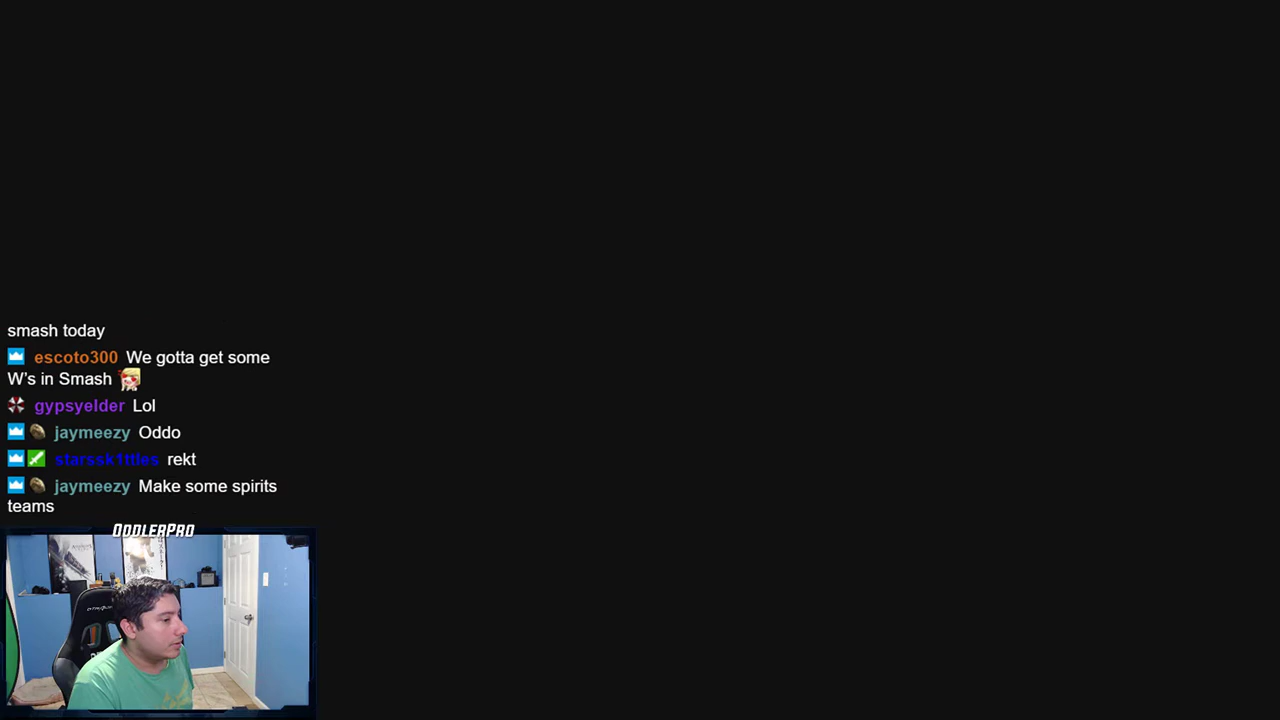 smash today
escoto300 We gotta get some
W's in Smash
gypsyelder Lol
jaymeezy Oddo
starssk1ttles rekt
jaymeezy Make some spirits
teams
OddlerPro